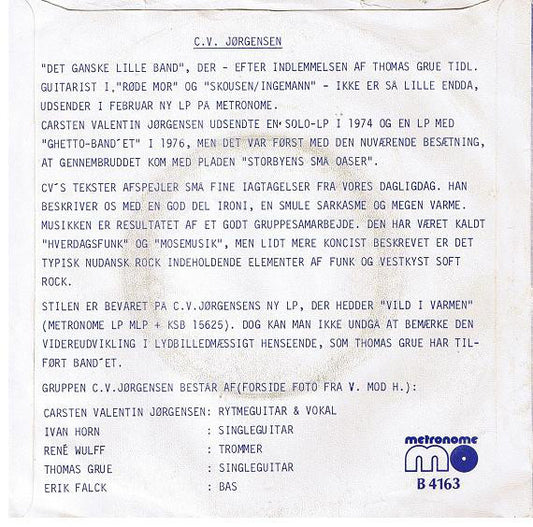 C.V. JØRGENSEN
"DET GANSKE LILLE BAND", DER - EFTER INDLEMMELSEN AF THOMAS GRUE TIDL.
GUITARIST I "RØDE MOR" OG "SKOUSEN/INGEMANN" - IKKE ER SÅ LILLE ENDDA,
UDSENDER I FEBRUAR NY LP PÅ METRONOME.
CARSTEN VALENTIN JØRGENSEN UDSENDTE EN SOLO-LP I 1974 OG EN LP MED
"GHETTO-BAND´ET" I 1976, MEN DET VAR FØRST MED DEN NUVÆRENDE BESÆTNING,
AT GENNEMBRUDDET KOM MED PLADEN "STORBYENS SMÅ OASER".
CV´S TEKSTER AFSPEJLER SMÅ FINE IAGTAGELSER FRA VORES DAGLIGDAG. HAN
BESKRIVER OS MED EN GOD DEL IRONI, EN SMULE SARKASME OG MEGEN VARME.
MUSIKKEN ER RESULTATET AF ET GODT GRUPPESAMARBEJDE. DEN HAR VÆRET KALDT
"HVERDAGSFUNK" OG "MOSEMUSIK", MEN LIDT MERE KONCIST BESKREVET ER DET
TYPISK NUDANSK ROCK INDEHOLDENDE ELEMENTER AF FUNK OG VESTKYST SOFT
ROCK.
STILEN ER BEVARET PÅ C.V.JØRGENSENS NY LP, DER HEDDER "VILD I VARMEN"
(METRONOME LP MLP + KSB 15625). DOG KAN MAN IKKE UNDGÅ AT BEMÆRKE DEN
VIDEREUDVIKLING I LYDBILLEDMÆSSIGT HENSEENDE, SOM THOMAS GRUE HAR TIL-
FØRT BAND´ET.
GRUPPEN C.V.JØRGENSEN BESTÅR AF(FORSIDE FOTO FRA V. MOD H.):
CARSTEN VALENTIN JØRGENSEN: RYTMEGUITAR & VOKAL
IVAN HORN : SINGLEGUITAR
RENÉ WULFF : TROMMER
THOMAS GRUE : SINGLEGUITAR
ERIK FALCK : BAS
metronome
B 4163